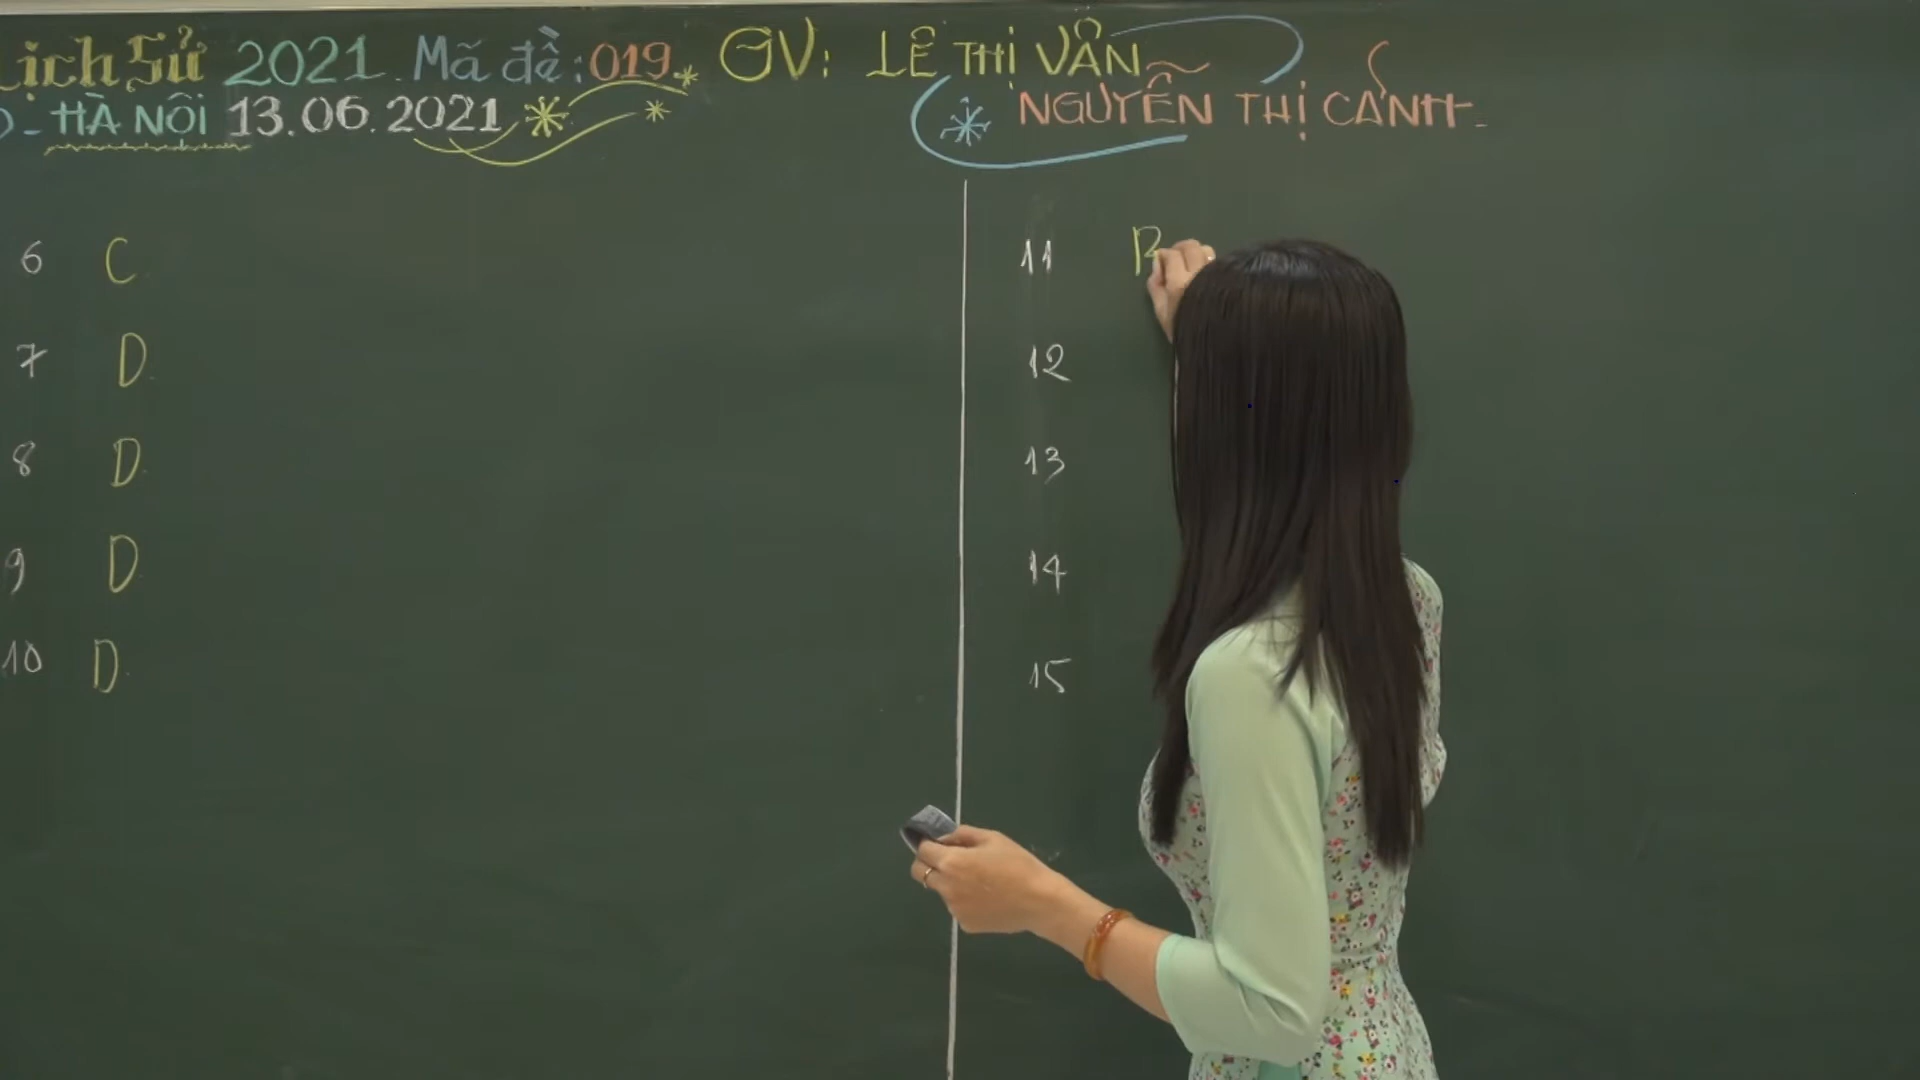 Lịch Sử 2021. Mã đề: 019. GV: LÊ THỊ VÂN
- HÀ NÔI 13.06.2021 NGUYỄN THỊ CẢNH
6 C
7 D
8 D
9 D
10 D
11 B
12
13
14
15